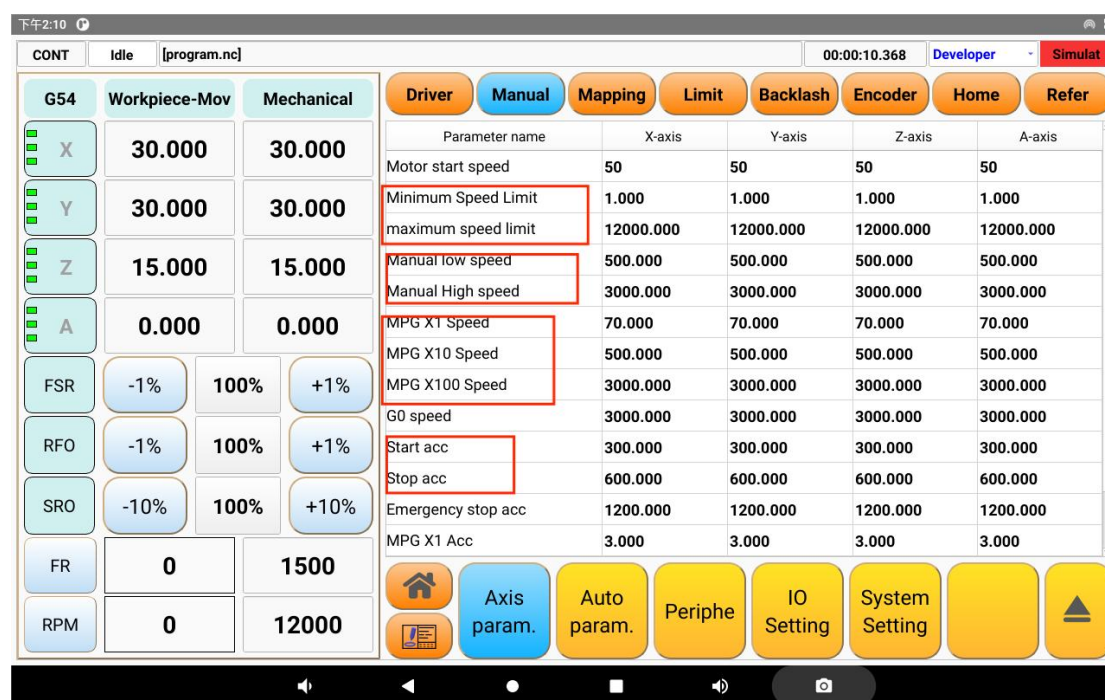 下午2:10
CONT Idle [program.nc] 00:00:10.368 Developer Simulat
G54 Workpiece-Mov Mechanical
X 30.000 30.000
Y 30.000 30.000
Z 15.000 15.000
A 0.000 0.000
FSR -1% 100% +1%
RFO -1% 100% +1%
SRO -10% 100% +10%
FR 0 1500
RPM 0 12000
Driver Manual Mapping Limit Backlash Encoder Home Refer
Parameter name X-axis Y-axis Z-axis A-axis
Motor start speed 50 50 50 50
Minimum Speed Limit 1.000 1.000 1.000 1.000
maximum speed limit 12000.000 12000.000 12000.000 12000.000
Manual low speed 500.000 500.000 500.000 500.000
Manual High speed 3000.000 3000.000 3000.000 3000.000
MPG X1 Speed 70.000 70.000 70.000 70.000
MPG X10 Speed 500.000 500.000 500.000 500.000
MPG X100 Speed 3000.000 3000.000 3000.000 3000.000
G0 speed 3000.000 3000.000 3000.000 3000.000
Start acc 300.000 300.000 300.000 300.000
Stop acc 600.000 600.000 600.000 600.000
Emergency stop acc 1200.000 1200.000 1200.000 1200.000
MPG X1 Acc 3.000 3.000 3.000 3.000
Axis param. Auto param. Periphe IO Setting System Setting